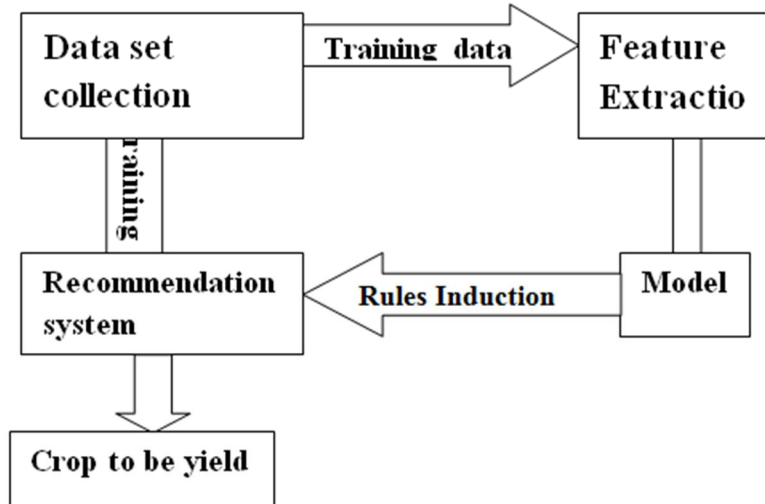 Data set
collection
Training data
Feature
Extractio
raining
Recommendation
system
Rules Induction
Model
Crop to be yield